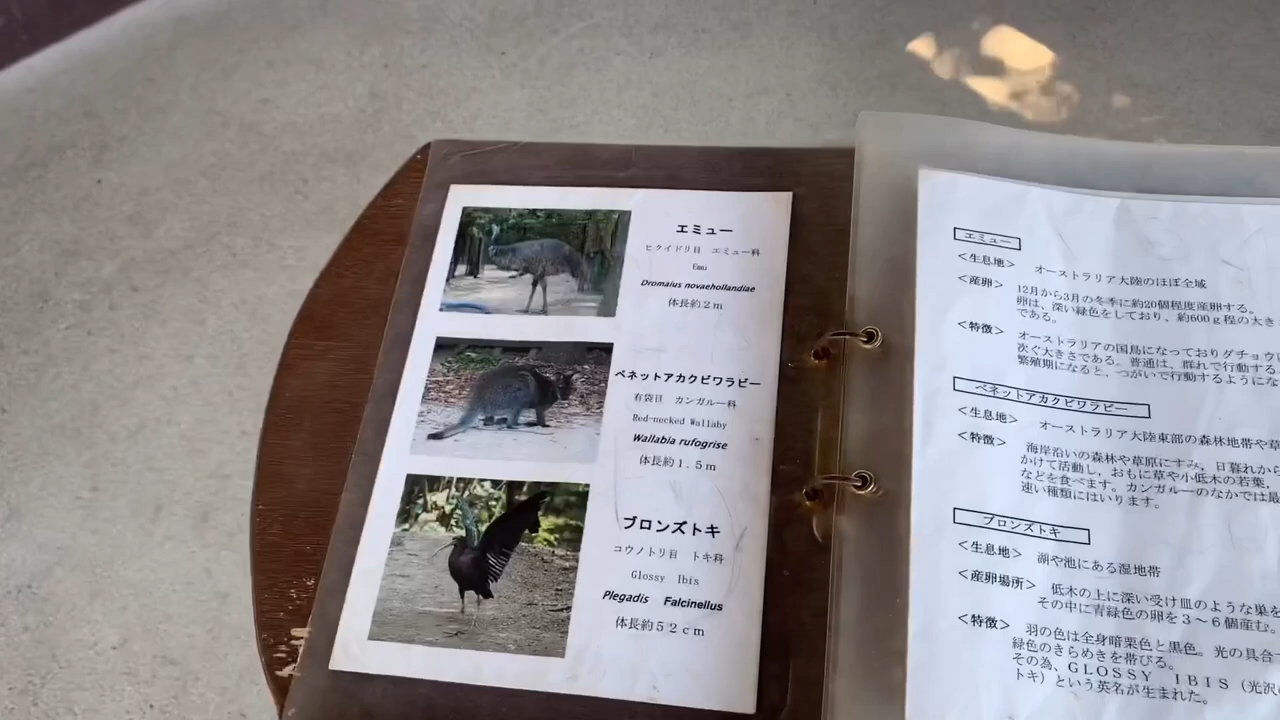 エミュー
ヒクイドリ目　エミュー科
Emu
Dromaius novaehollandiae
体長約２ｍ
ベネットアカクビワラビー
有袋目　カンガルー科
Red-necked Wallaby
Wallabia rufogrise
体長約１.５ｍ
ブロンズトキ
コウノトリ目　トキ科
Glossy Ibis
Plegadis Falcinellus
体長約５２ｃｍ
エミュー
＜生息地＞　オーストラリア大陸のほぼ全域
＜産卵＞　12月から3月の冬季に約20個程度産卵する。
卵は、深い緑色をしており、約600ｇ程の大き
である。
＜特徴＞　オーストラリアの国鳥になっておりダチョウ
次ぐ大きさである。普通は、群れで行動する
繁殖期になると、つがいで行動するようにな
ベネットアカクビワラビー
＜生息地＞　オーストラリア大陸東部の森林地帯や草
＜特徴＞　海岸沿いの森林や草原にすみ、日暮れか
かけて活動し、おもに草や小低木の若葉，
などを食べます。カンガルーのなかでは最
速い種類にはいります。
ブロンズトキ
＜生息地＞　湖や池にある湿地帯
＜産卵場所＞　低木の上に深い受け皿のような巣を
その中に青緑色の卵を３～６個産む。
＜特徴＞　羽の色は全身暗栗色と黒色。光の具合
緑色のきらめきを帯びる。
その為、ＧＬＯＳＳＹ　ＩＢＩＳ（光沢
トキ）という英名が生まれた。